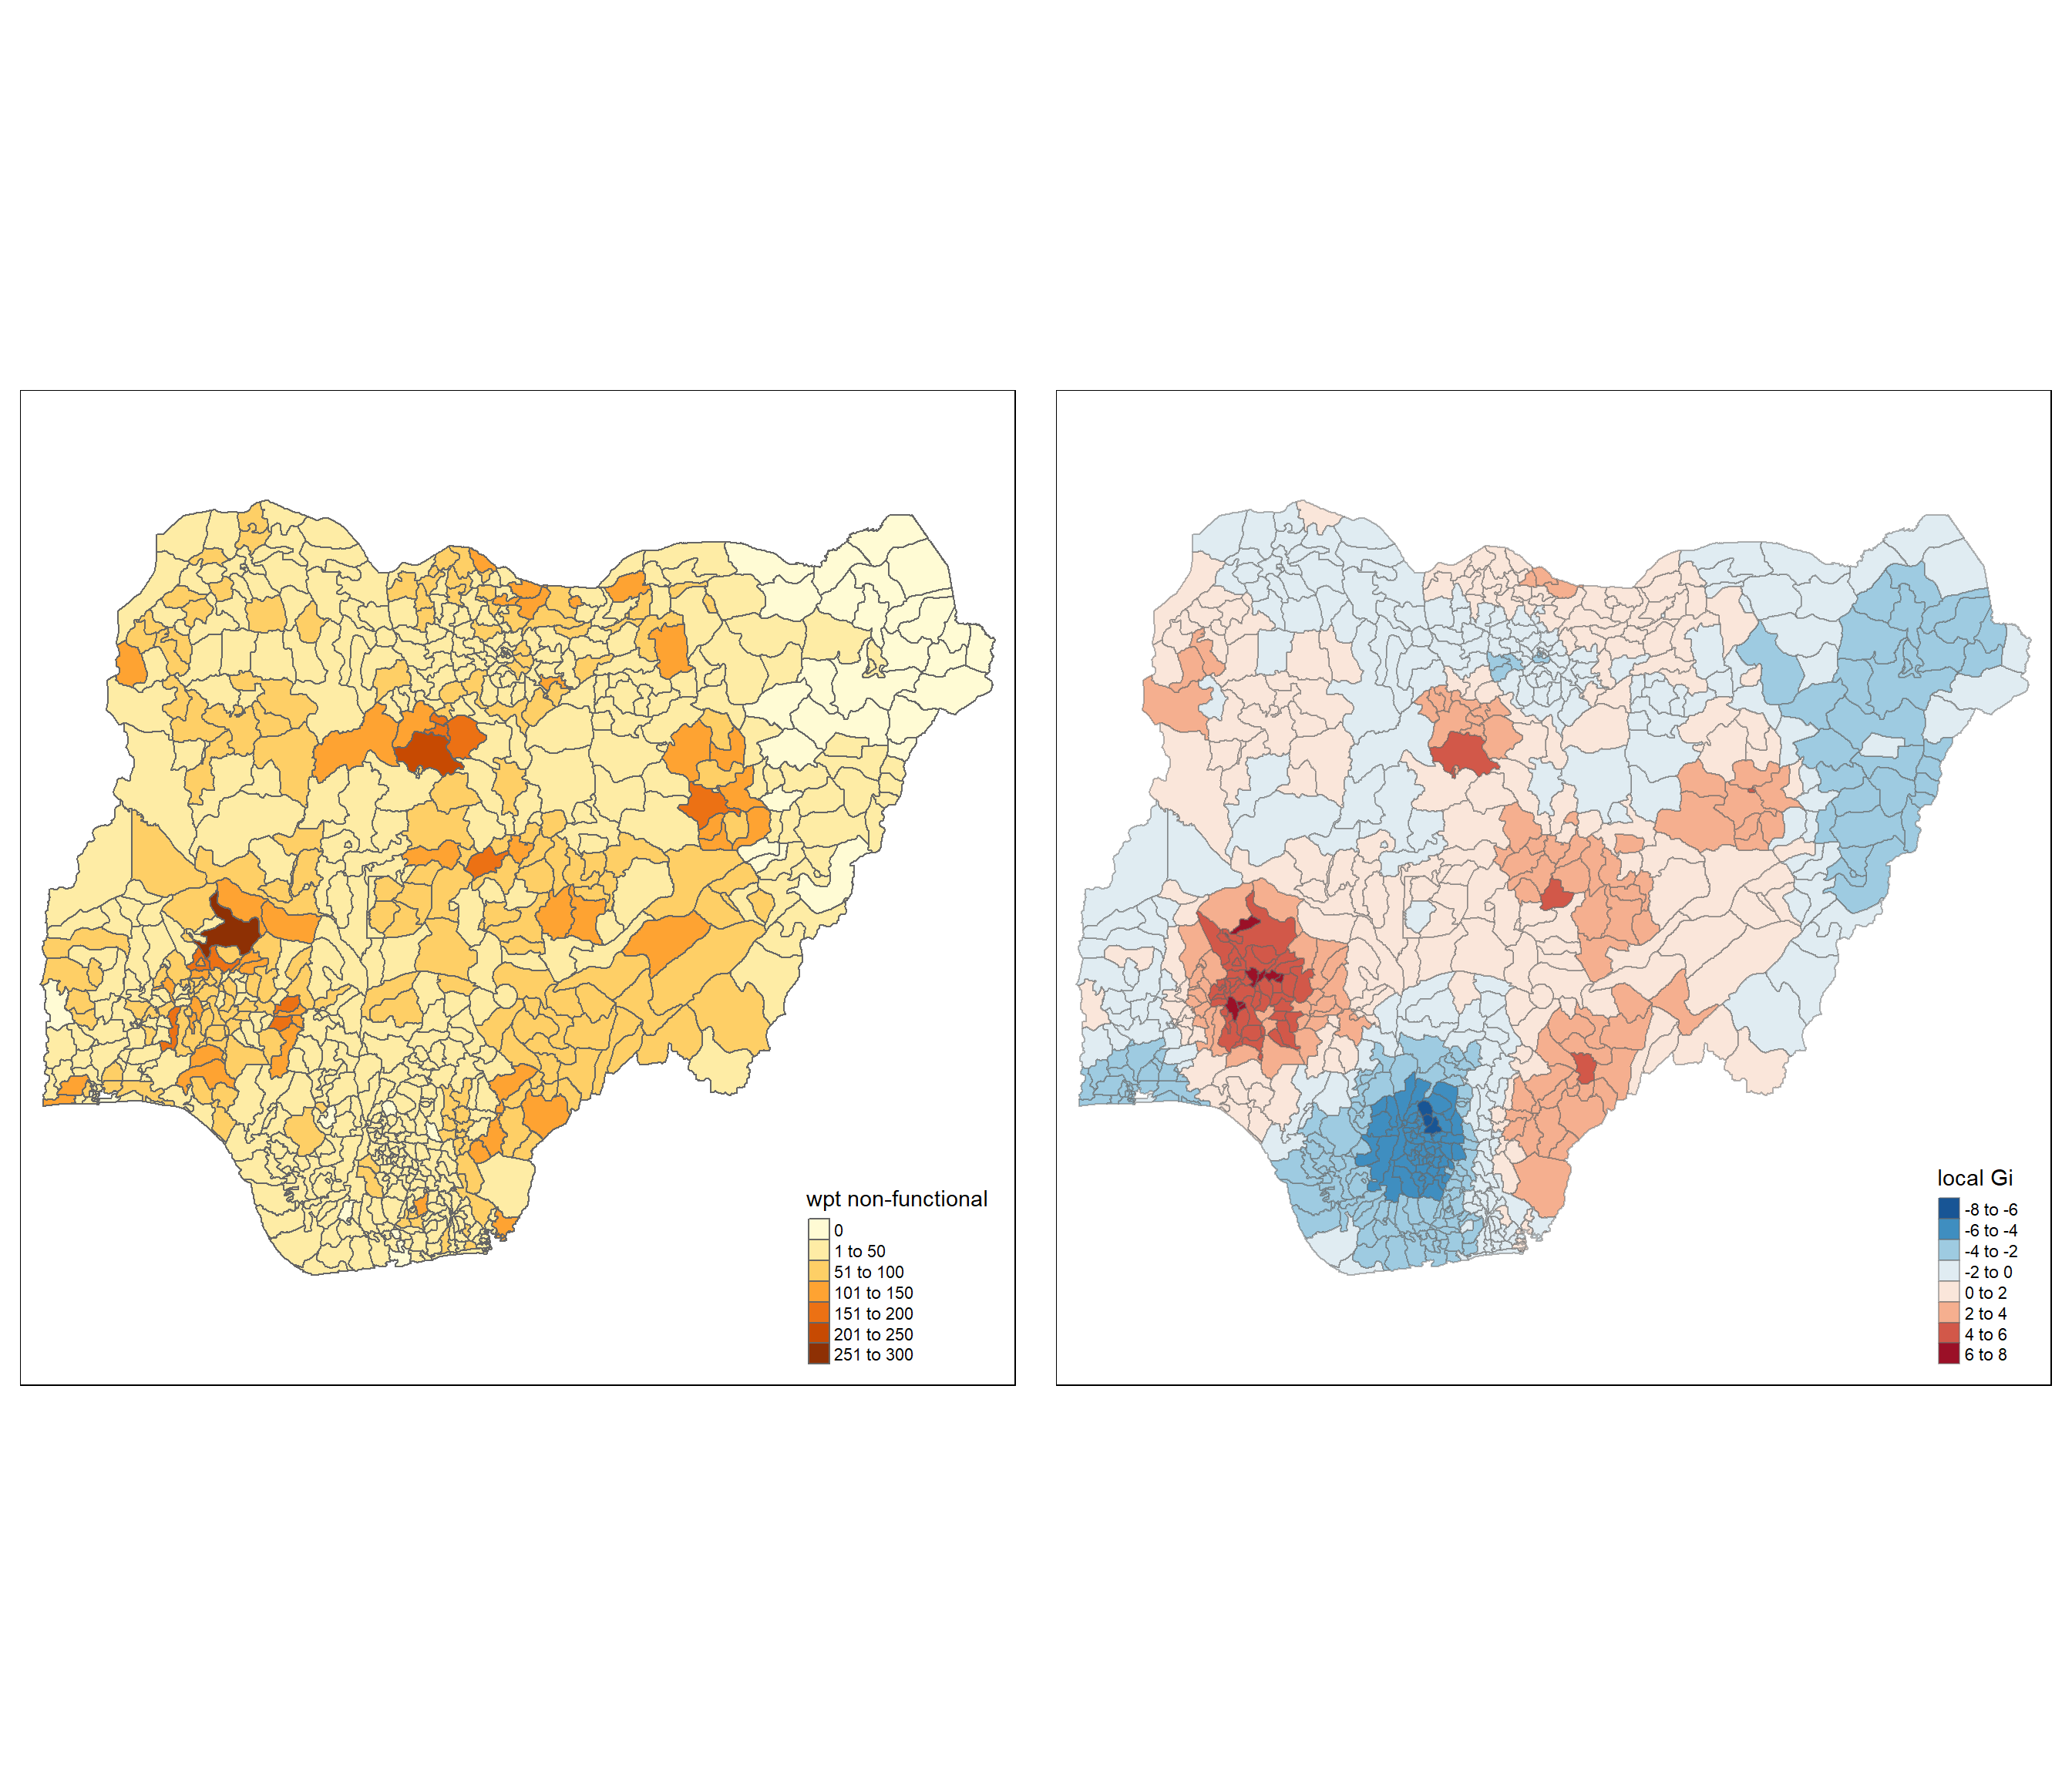 wpt non-functional
0
1 to 50
51 to 100
101 to 150
151 to 200
201 to 250
251 to 300
local Gi
-8 to -6
-6 to -4
-4 to -2
-2 to 0
0 to 2
2 to 4
4 to 6
6 to 8